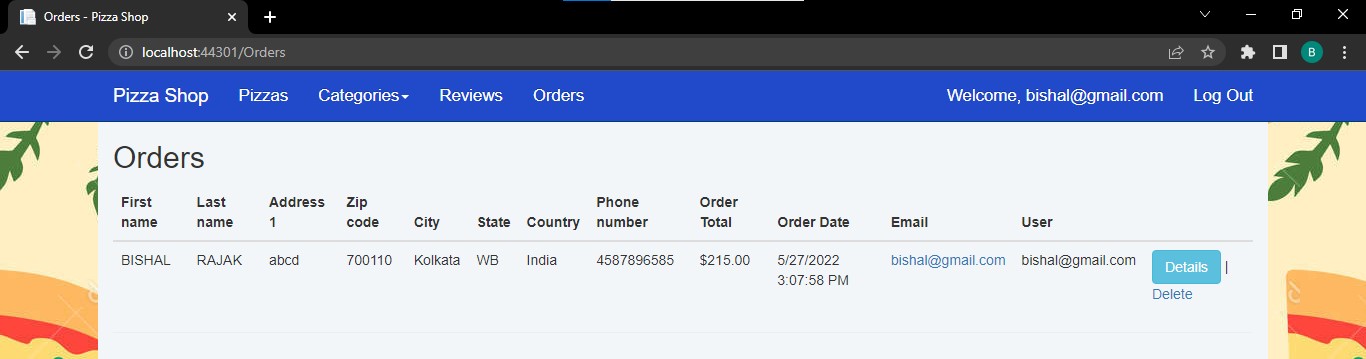 Orders - Pizza Shop
localhost:44301/Orders
B
Pizza Shop Pizzas Categories Reviews Orders Welcome, bishal@gmail.com Log Out
Orders
First name Last name Address 1 Zip code City State Country Phone number Order Total Order Date Email User
BISHAL RAJAK abcd 700110 Kolkata WB India 4587896585 $215.00 5/27/2022 3:07:58 PM bishal@gmail.com bishal@gmail.com Details |
Delete